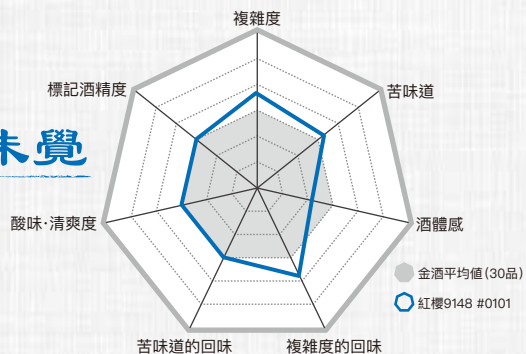 複雜度
標記酒精度
苦味道
覺
酸味·清爽度
酒體感
金酒平均值(30品)
紅櫻9148 #0101
苦味道的回味
複雜度的回味